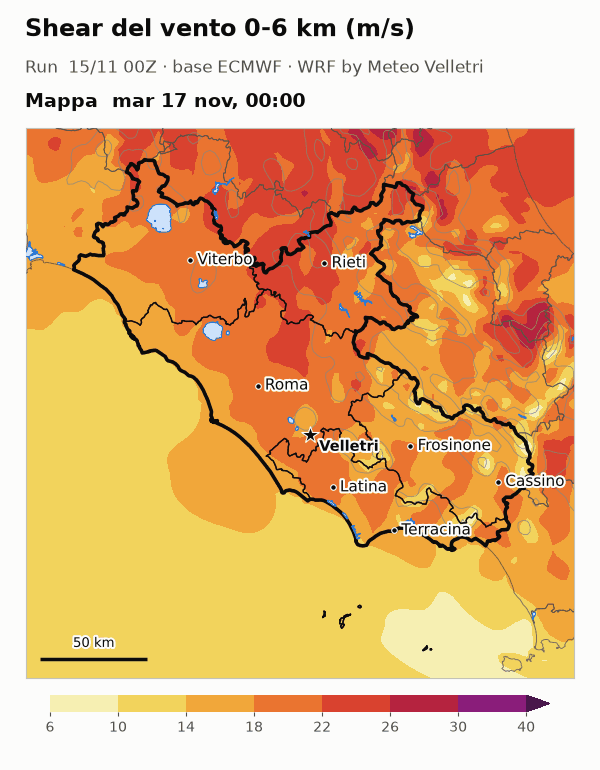 Shear del vento 0-6 km (m/s)
Run  15/11 00Z · base ECMWF · WRF by Meteo Velletri
Mappa  mar 17 nov, 00:00
Viterbo
Rieti
Roma
Velletri
Frosinone
Cassino
Latina
Terracina
50 km
6 10 14 18 22 26 30 40